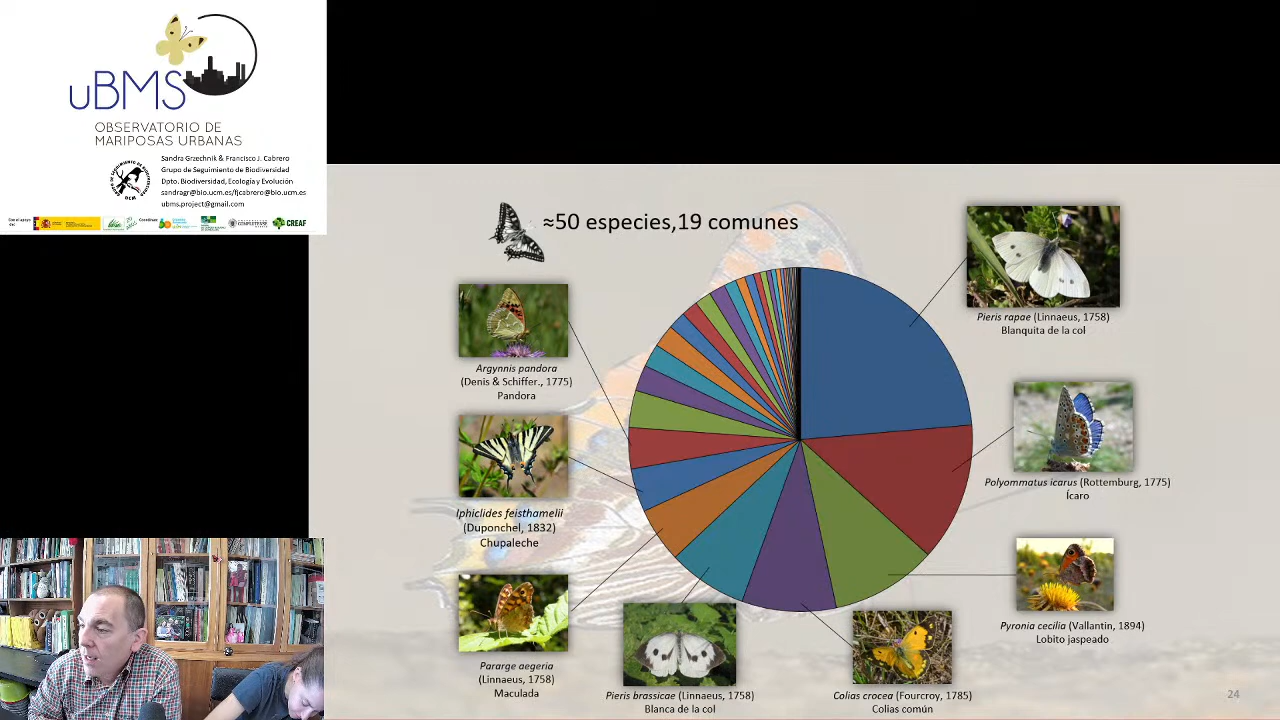 uBMS
OBSERVATORIO DE
MARIPOSAS URBANAS
Sandra Grzechnik & Francisco J. Cabrero
Grupo de Seguimiento de Biodiversidad
Dpto. Biodiversidad, Ecología y Evolución
sandragr@bio.ucm.es/fjcabrero@bio.ucm.es
ubms.project@gmail.com
CREAF
≈50 especies,19 comunes
Pieris rapae (Linnaeus, 1758)
Blanquita de la col
Argynnis pandora
(Denis & Schiffer., 1775)
Pandora
Polyommatus icarus (Rottemburg, 1775)
Ícaro
Iphiclides feisthamelii
(Duponchel, 1832)
Chupaleche
Pyronia cecilia (Vallantin, 1894)
Lobito jaspeado
Pararge aegeria
(Linnaeus, 1758)
Maculada
Pieris brassicae (Linnaeus, 1758)
Blanca de la col
Colias crocea (Fourcroy, 1785)
Colias común
24